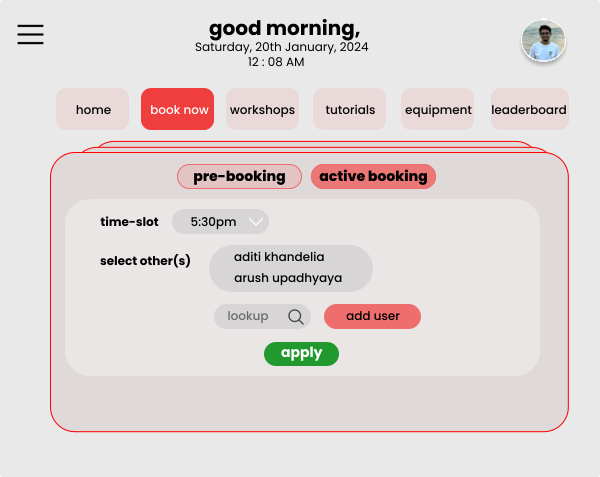 good morning,
Saturday, 20th January, 2024
12 : 08 AM
home
book now
workshops
tutorials
equipment
leaderboard
pre-booking
active booking
time-slot
5:30pm
select other(s)
aditi khandelia
arush upadhyaya
lookup
add user
apply